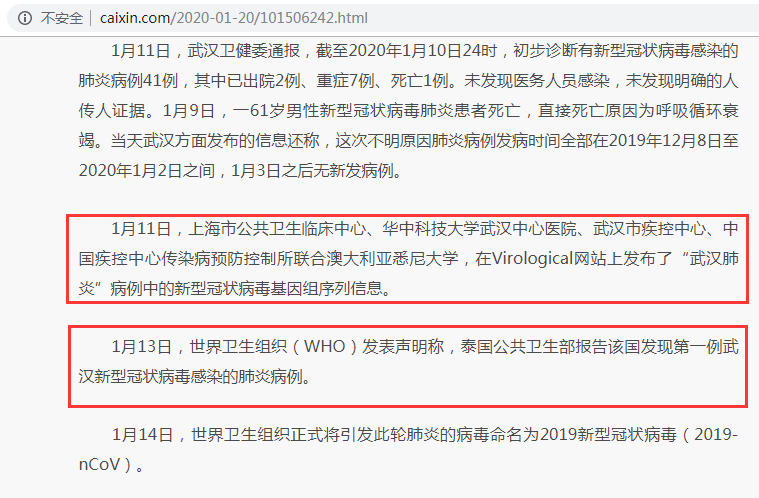 不安全 | caixin.com/2020-01-20/101506242.html
1月11日，武汉卫健委通报，截至2020年1月10日24时，初步诊断有新型冠状病毒感染的
肺炎病例41例，其中已出院2例、重症7例、死亡1例。未发现医务人员感染，未发现明确的人
传人证据。1月9日，一61岁男性新型冠状病毒肺炎患者死亡，直接死亡原因为呼吸循环衰
竭。当天武汉方面发布的信息还称，这次不明原因肺炎病例发病时间全部在2019年12月8日至
2020年1月2日之间，1月3日之后无新发病例。
1月11日，上海市公共卫生临床中心、华中科技大学武汉中心医院、武汉市疾控中心、中
国疾控中心传染病预防控制所联合澳大利亚悉尼大学，在Virological网站上发布了“武汉肺
炎”病例中的新型冠状病毒基因组序列信息。
1月13日，世界卫生组织（WHO）发表声明称，泰国公共卫生部报告该国发现第一例武
汉新型冠状病毒感染的肺炎病例。
1月14日，世界卫生组织正式将引发此轮肺炎的病毒命名为2019新型冠状病毒（2019-
nCoV）。